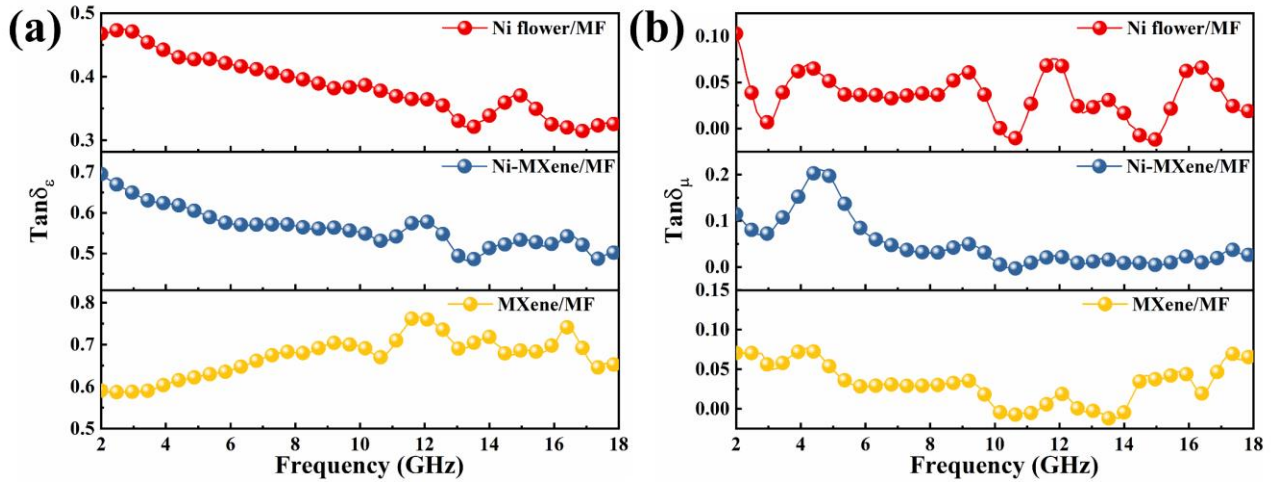 (a)
Tanδε
0.5
0.4
0.3
Ni flower/MF
0.7
0.6
0.5
Ni-MXene/MF
0.8
0.7
0.6
0.5
MXene/MF
2 4 6 8 10 12 14 16 18
Frequency (GHz)
(b)
Tanδμ
0.10
0.05
0.00
Ni flower/MF
0.2
0.1
0.0
Ni-MXene/MF
0.15
0.10
0.05
0.00
MXene/MF
2 4 6 8 10 12 14 16 18
Frequency (GHz)